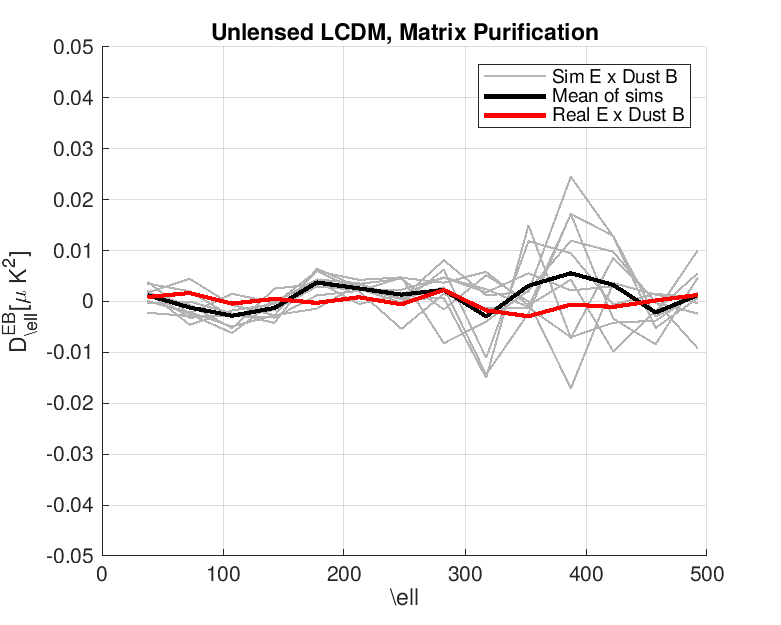 Unlensed LCDM, Matrix Purification
0.05
0.04
0.03
0.02
0.01
0
-0.01
-0.02
-0.03
-0.04
-0.05
D^{EB}_{\ell}[μ K^2]
Sim E x Dust B
Mean of sims
Real E x Dust B
0 100 200 300 400 500
\ell